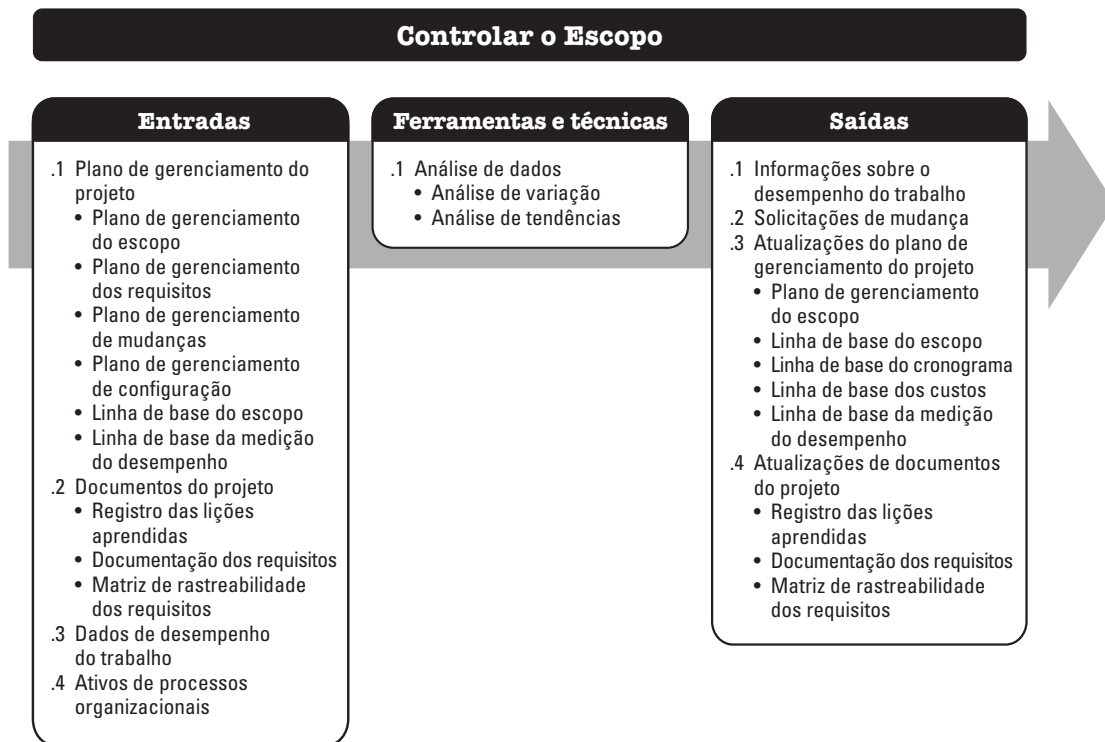 Controlar o Escopo
Entradas
.1 Plano de gerenciamento do
projeto
• Plano de gerenciamento
do escopo
• Plano de gerenciamento
dos requisitos
• Plano de gerenciamento
de mudanças
• Plano de gerenciamento
de configuração
• Linha de base do escopo
• Linha de base da medição
do desempenho
.2 Documentos do projeto
• Registro das lições
aprendidas
• Documentação dos requisitos
• Matriz de rastreabilidade
dos requisitos
.3 Dados de desempenho
do trabalho
.4 Ativos de processos
organizacionais
Ferramentas e técnicas
.1 Análise de dados
• Análise de variação
• Análise de tendências
Saídas
.1 Informações sobre o
desempenho do trabalho
.2 Solicitações de mudança
.3 Atualizações do plano de
gerenciamento do projeto
• Plano de gerenciamento
do escopo
• Linha de base do escopo
• Linha de base do cronograma
• Linha de base dos custos
• Linha de base da medição
do desempenho
.4 Atualizações de documentos
do projeto
• Registro das lições
aprendidas
• Documentação dos requisitos
• Matriz de rastreabilidade
dos requisitos